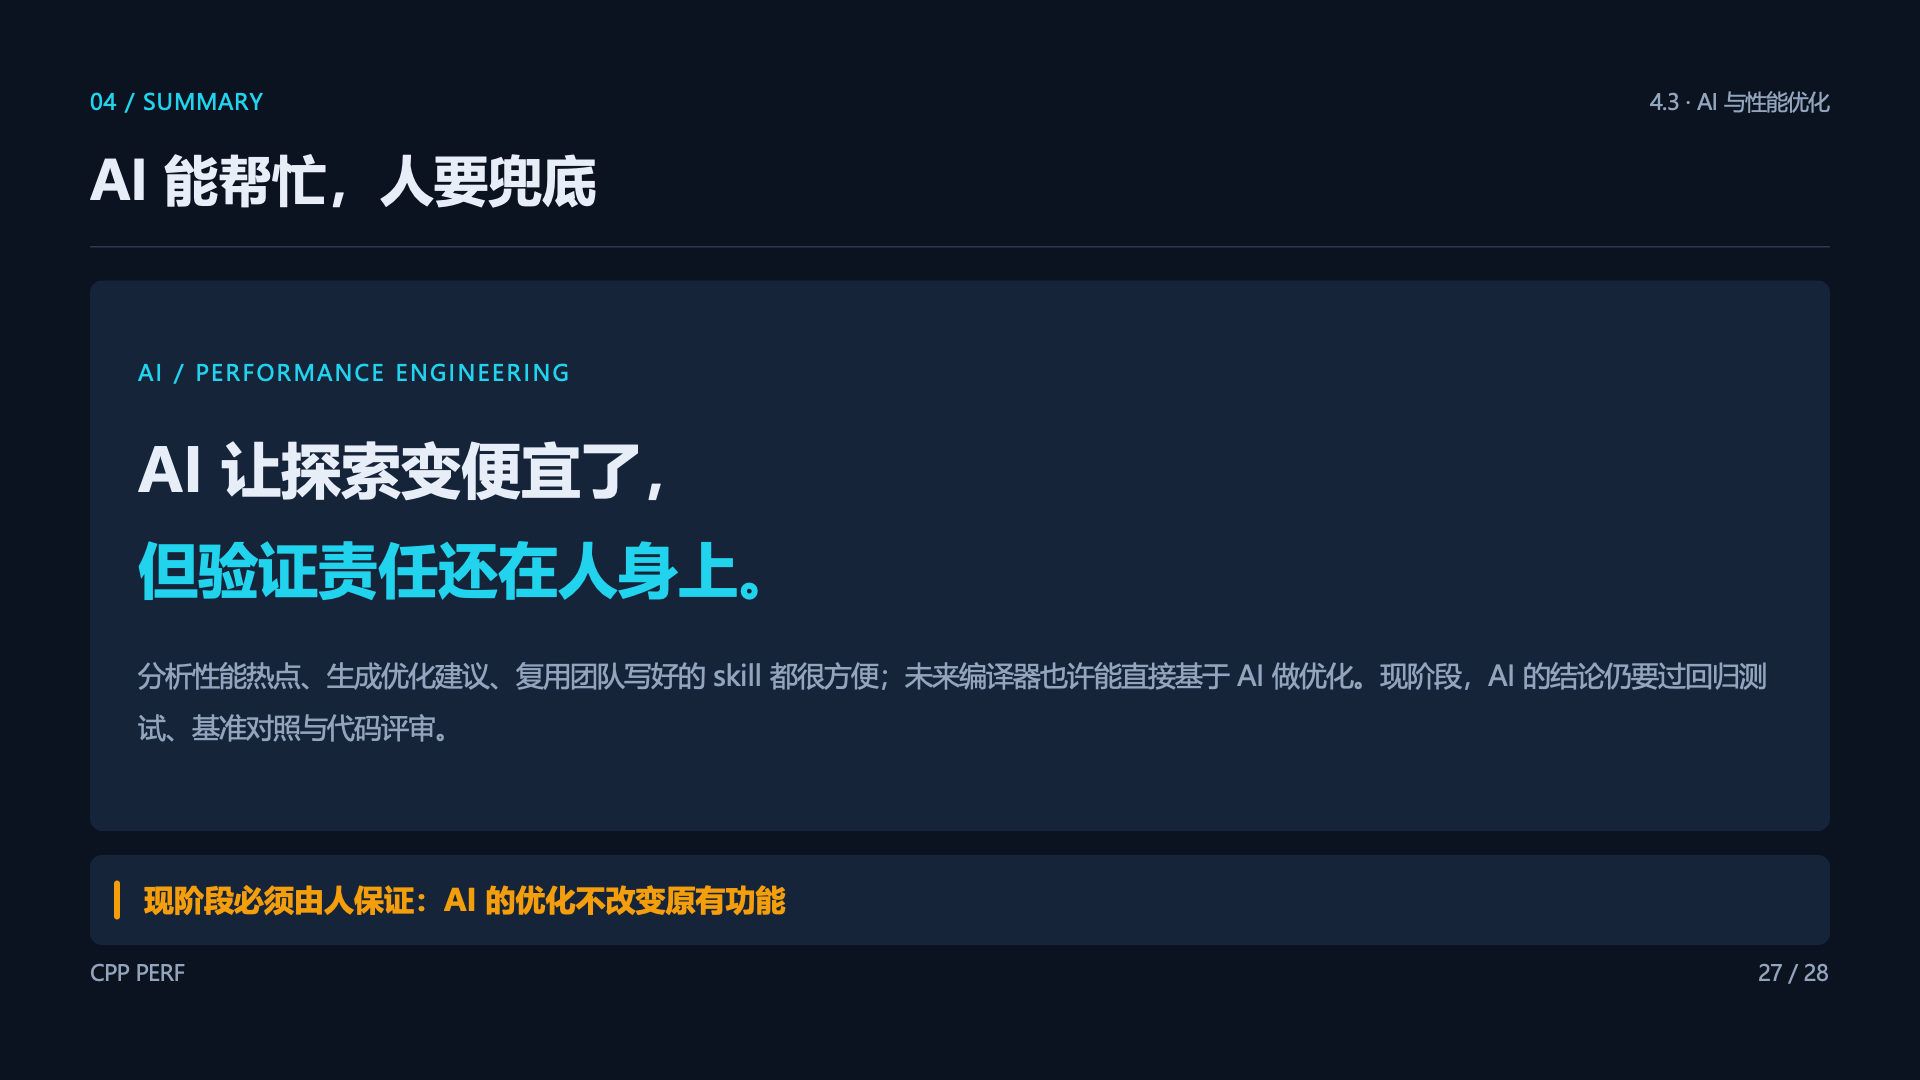 04 / SUMMARY
4.3 · AI 与性能优化
AI 能帮忙，人要兜底
AI / PERFORMANCE ENGINEERING
AI 让探索变便宜了，
但验证责任还在人身上。
分析性能热点、生成优化建议、复用团队写好的 skill 都很方便；未来编译器也许能直接基于 AI 做优化。现阶段，AI 的结论仍要过回归测
试、基准对照与代码评审。
现阶段必须由人保证：AI 的优化不改变原有功能
CPP PERF
27 / 28